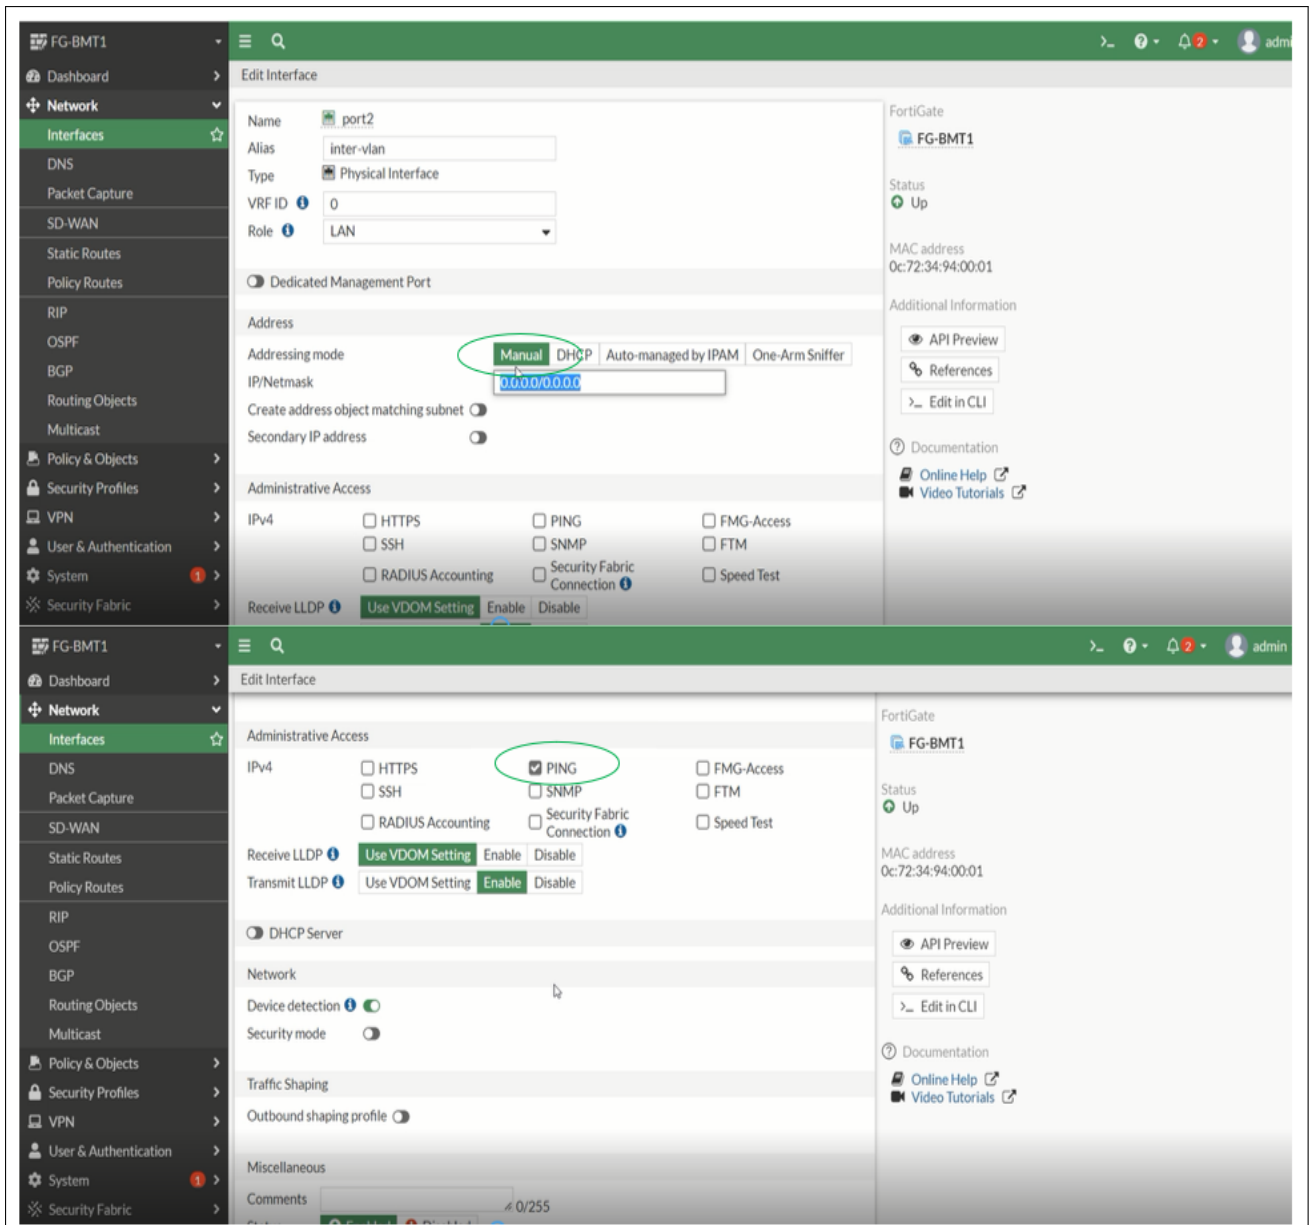 FG-BMT1
2
admi
Dashboard
Edit Interface
Network
Interfaces
DNS
Packet Capture
SD-WAN
Static Routes
Policy Routes
RIP
OSPF
BGP
Routing Objects
Multicast
Policy & Objects
Security Profiles
VPN
User & Authentication
System 1
Security Fabric
Name port2
Alias inter-vlan
Type Physical Interface
VRF ID 0
Role LAN
Dedicated Management Port
Address
Addressing mode Manual DHCP Auto-managed by IPAM One-Arm Sniffer
IP/Netmask 0.0.0.0/0.0.0.0
Create address object matching subnet
Secondary IP address
Administrative Access
IPv4 HTTPS PING FMG-Access
SSH SNMP FTM
RADIUS Accounting Security Fabric Connection Speed Test
Receive LLDP Use VDOM Setting Enable Disable
FortiGate
FG-BMT1
Status
Up
MAC address
0c:72:34:94:00:01
Additional Information
API Preview
References
>_ Edit in CLI
Documentation
Online Help
Video Tutorials
FG-BMT1
2
admin
Dashboard
Edit Interface
Network
Interfaces
DNS
Packet Capture
SD-WAN
Static Routes
Policy Routes
RIP
OSPF
BGP
Routing Objects
Multicast
Policy & Objects
Security Profiles
VPN
User & Authentication
System 1
Security Fabric
Administrative Access
IPv4 HTTPS PING FMG-Access
SSH SNMP FTM
RADIUS Accounting Security Fabric Connection Speed Test
Receive LLDP Use VDOM Setting Enable Disable
Transmit LLDP Use VDOM Setting Enable Disable
DHCP Server
Network
Device detection
Security mode
Traffic Shaping
Outbound shaping profile
Miscellaneous
Comments 0/255
FortiGate
FG-BMT1
Status
Up
MAC address
0c:72:34:94:00:01
Additional Information
API Preview
References
>_ Edit in CLI
Documentation
Online Help
Video Tutorials